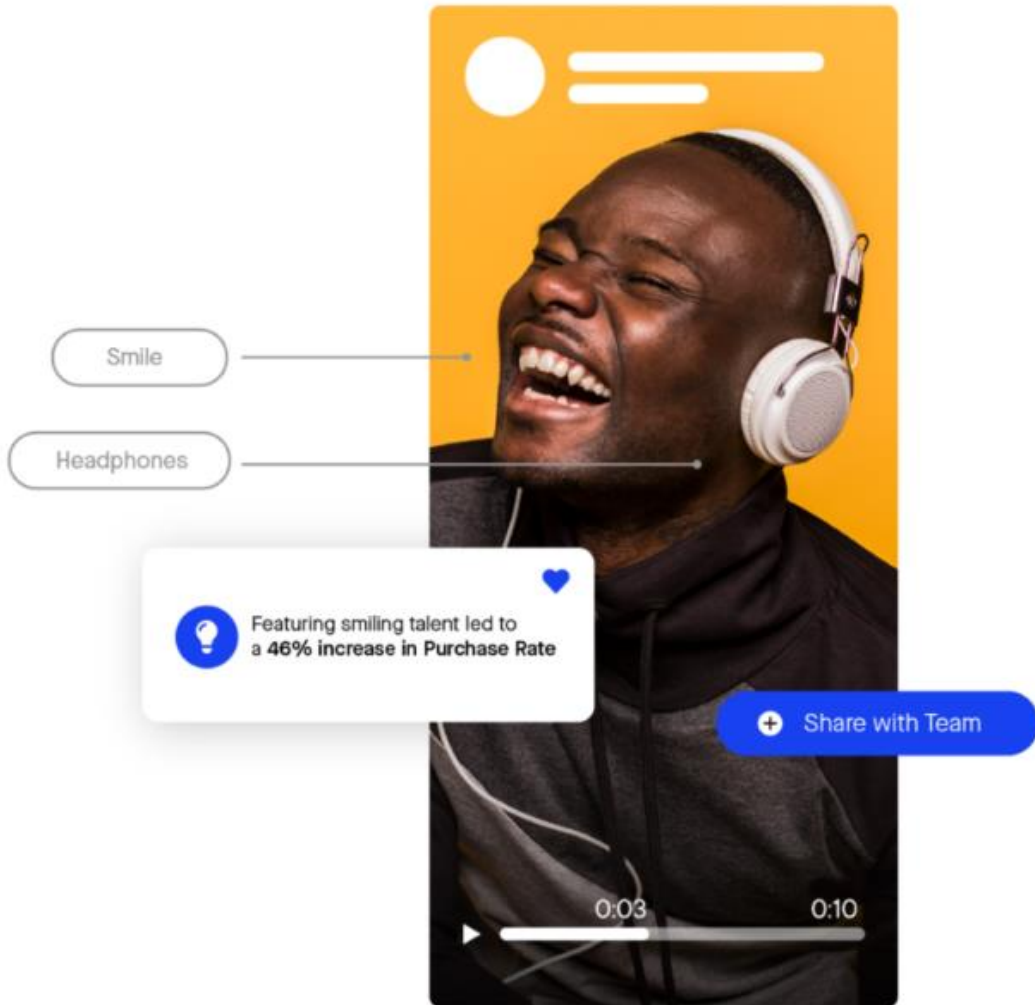 Smile
Headphones
Featuring smiling talent led to
a 46% increase in Purchase Rate
Share with Team
0:03
0:10